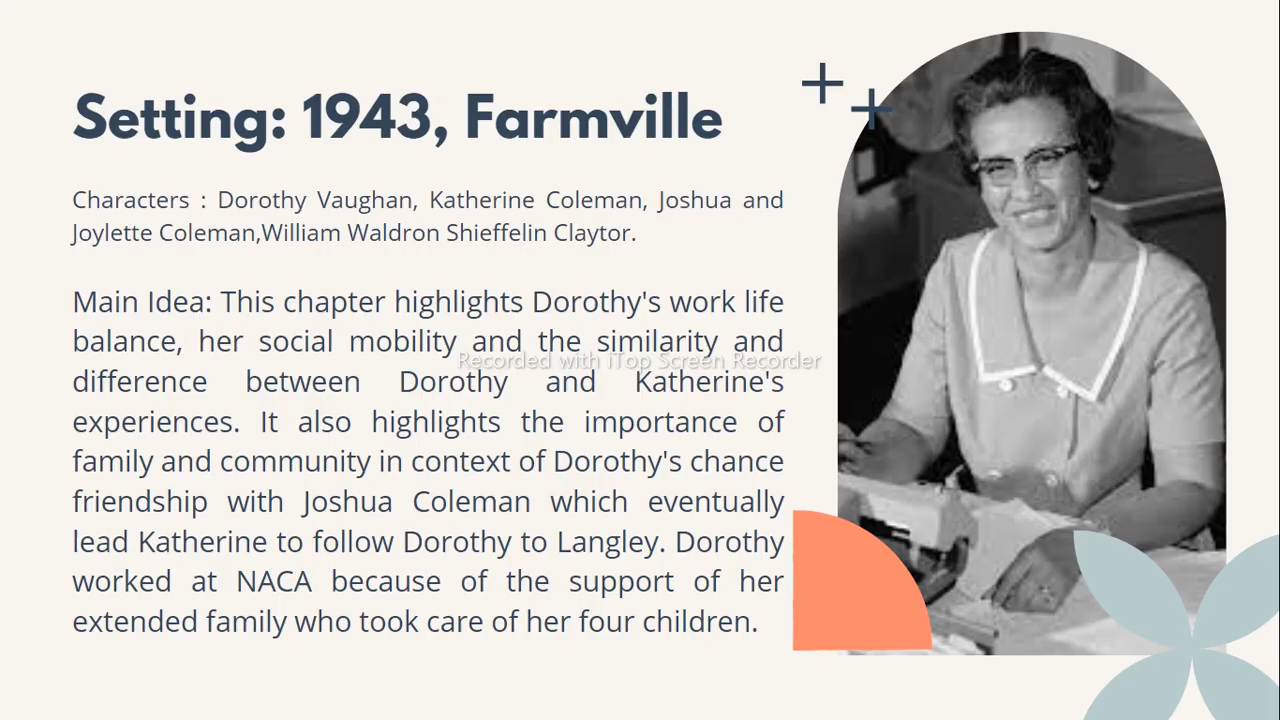 Setting: 1943, Farmville
Characters : Dorothy Vaughan, Katherine Coleman, Joshua and
Joylette Coleman,William Waldron Shieffelin Claytor.
Main Idea: This chapter highlights Dorothy's work life
balance, her social mobility and the similarity and
Recorded with iTop Screen Recorder
difference between Dorothy and Katherine's
experiences. It also highlights the importance of
family and community in context of Dorothy's chance
friendship with Joshua Coleman which eventually
lead Katherine to follow Dorothy to Langley. Dorothy
worked at NACA because of the support of her
extended family who took care of her four children.